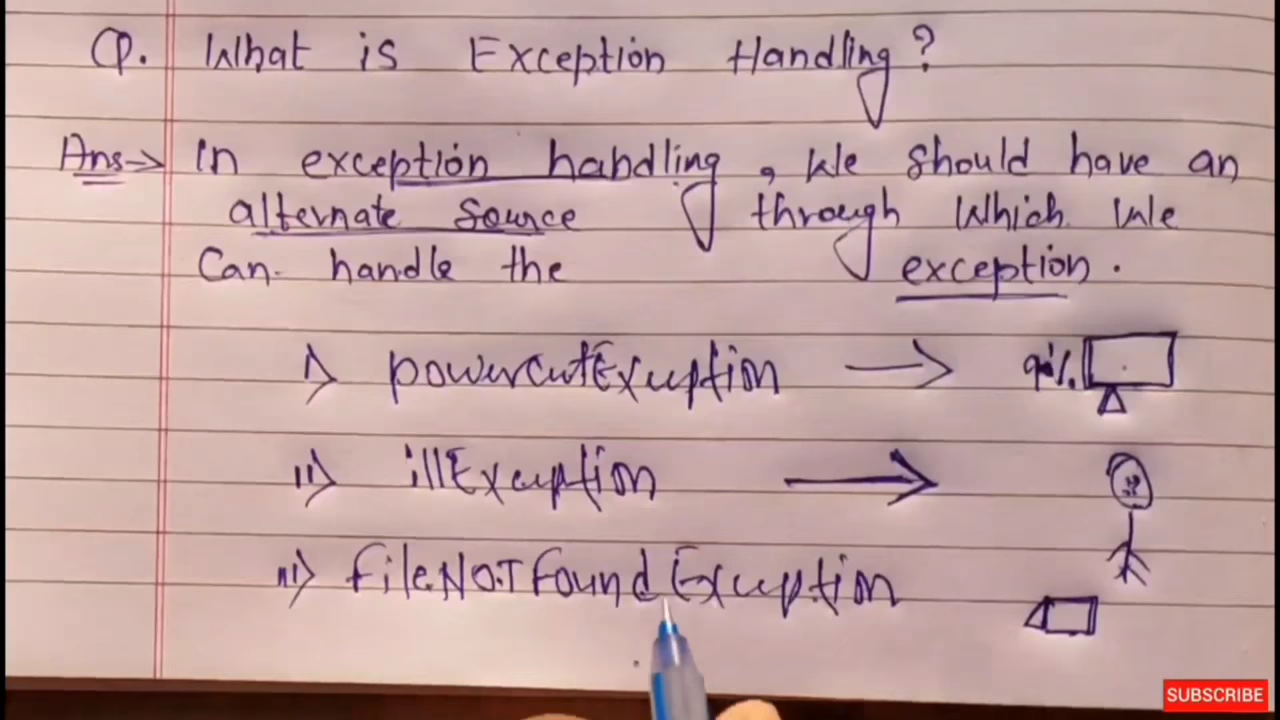 Q. What is Exception Handling?
Ans-> In exception handling, We should have an
alternate source through which we
Can handle the exception.
i> powercutException →
ii> illException →
iii> fileNOTFoundException
SUBSCRIBE